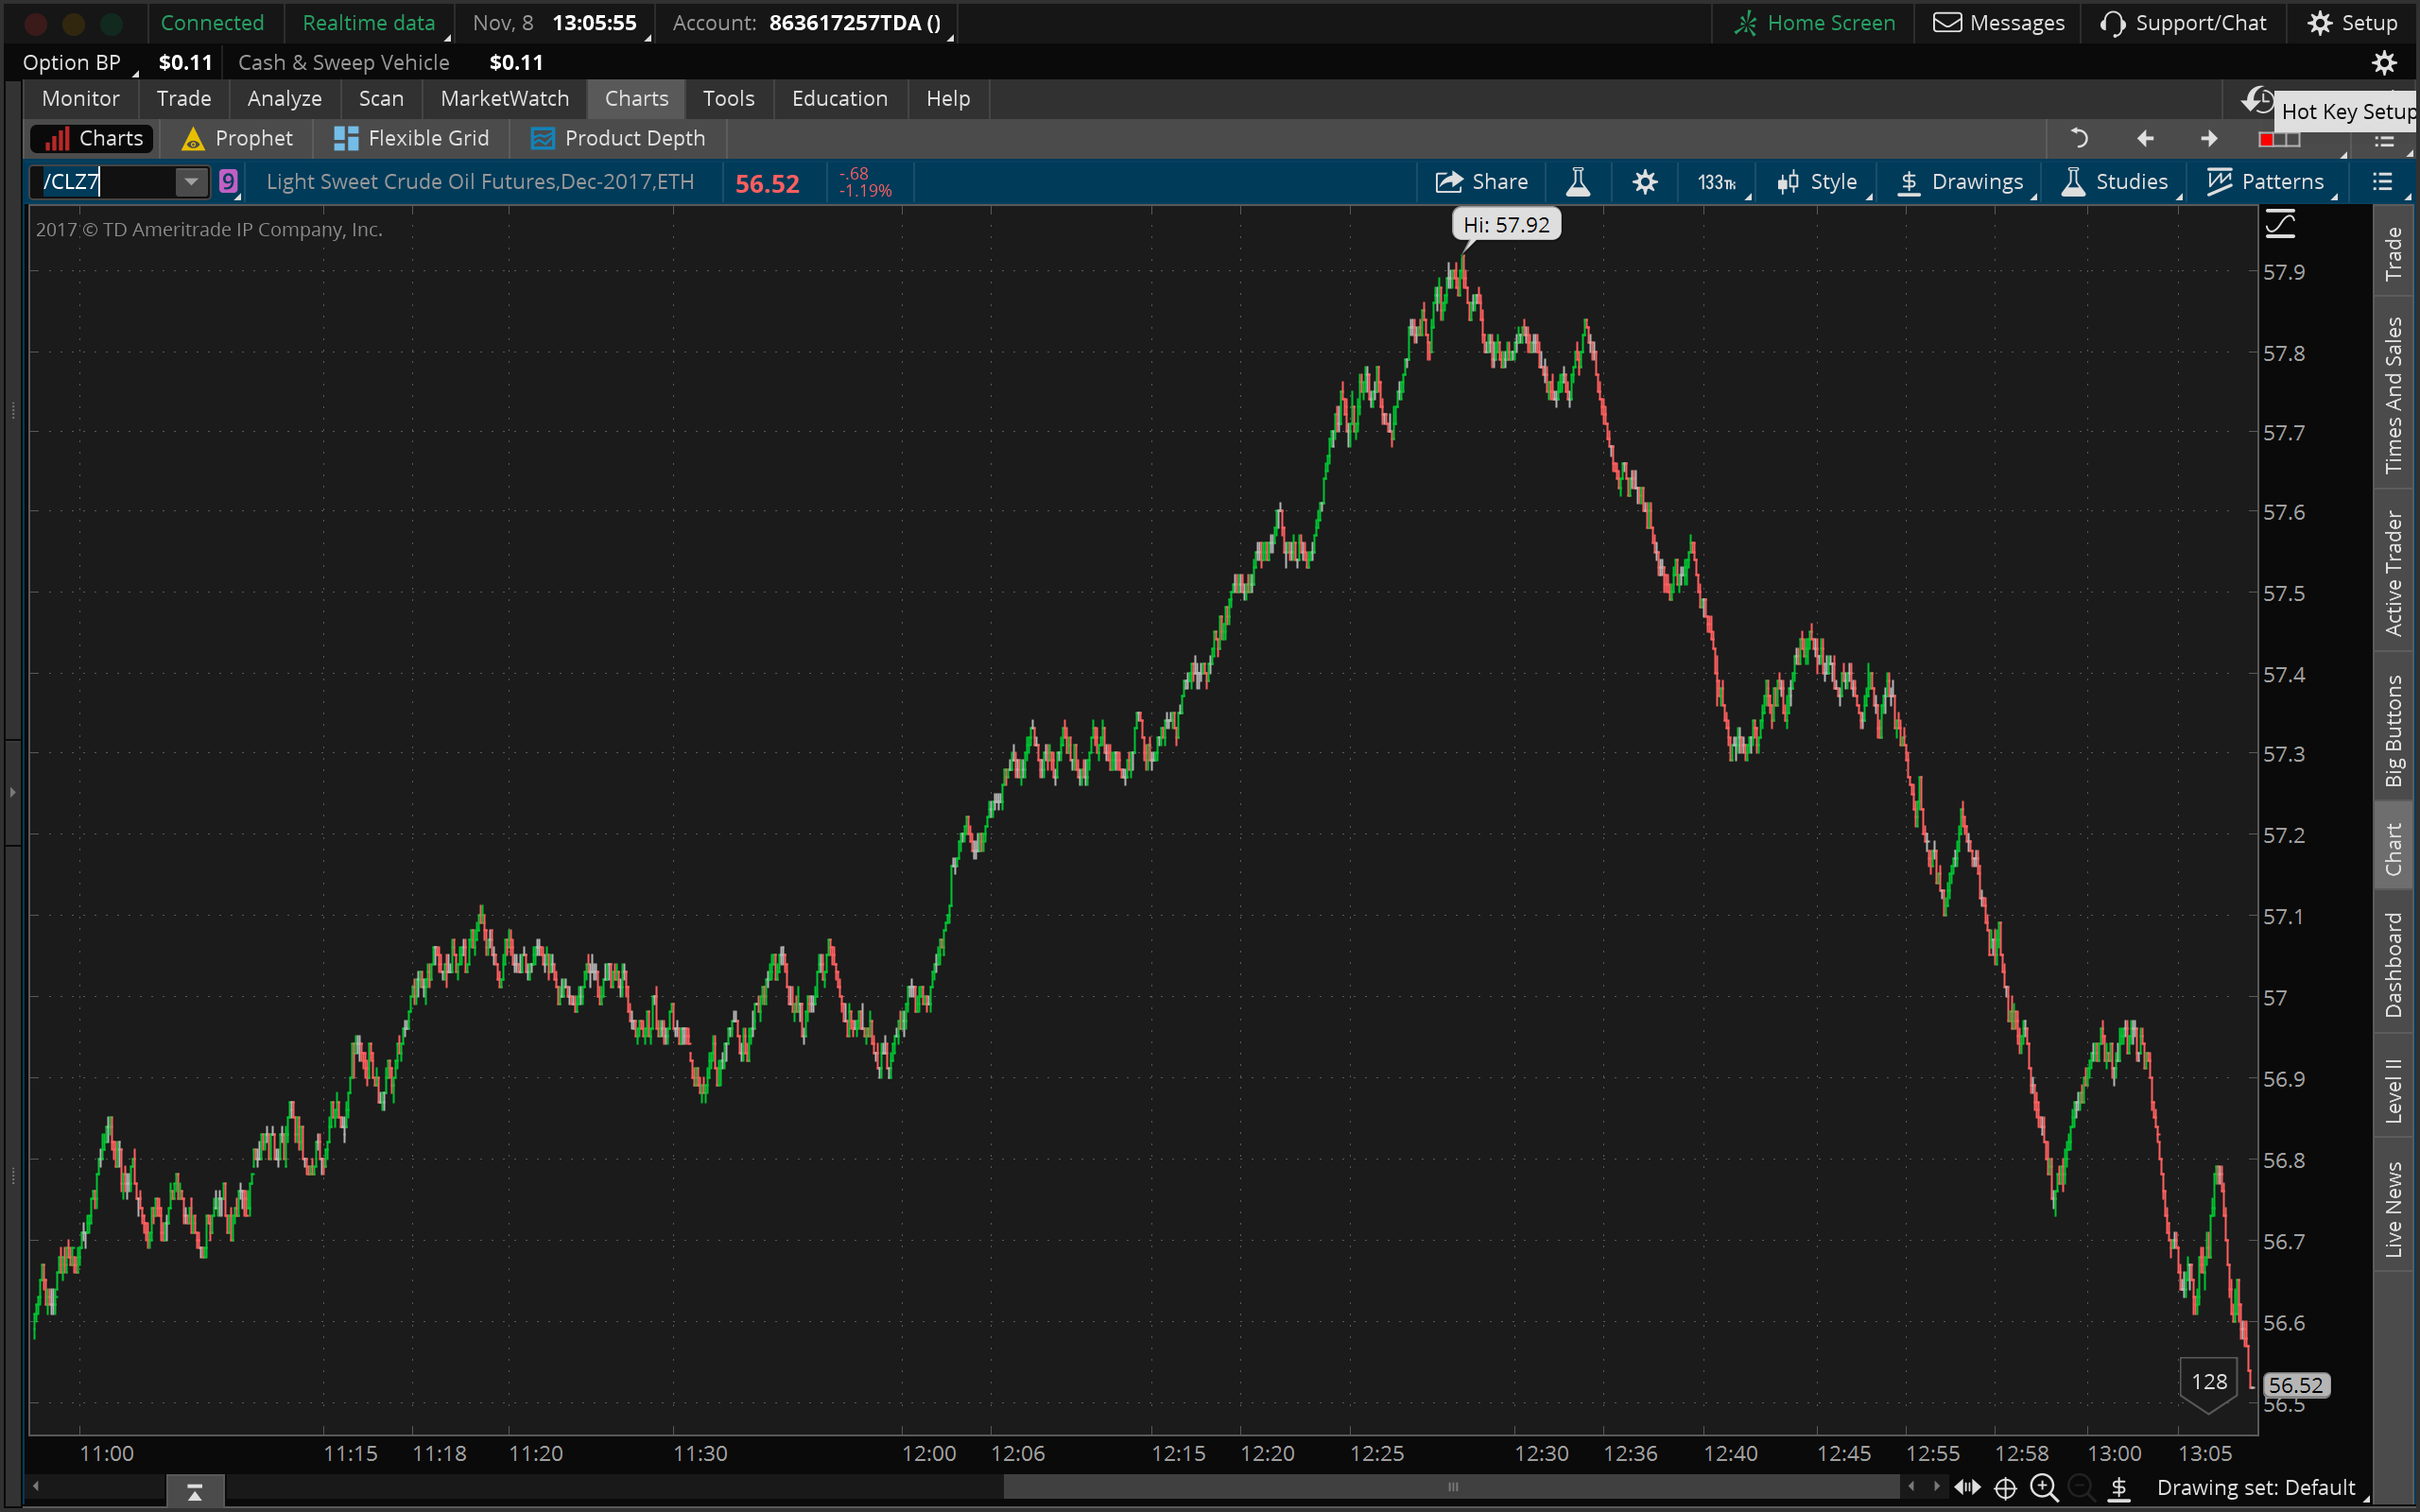 Connected Realtime data Nov, 8 13:05:55 Account: 863617257TDA () Home Screen Messages Support/Chat Setup
Option BP $0.11 Cash & Sweep Vehicle $0.11
Monitor Trade Analyze Scan MarketWatch Charts Tools Education Help
Hot Key Setup
Charts Prophet Flexible Grid Product Depth
/CLZ7 9 Light Sweet Crude Oil Futures,Dec-2017,ETH 56.52 -.68 -1.19% Share 133Tk Style $ Drawings Studies Patterns
2017 © TD Ameritrade IP Company, Inc.
Hi: 57.92
57.9
57.8
57.7
57.6
57.5
57.4
57.3
57.2
57.1
57
56.9
56.8
56.7
56.6
128
56.52
56.5
11:00 11:15 11:18 11:20 11:30 12:00 12:06 12:15 12:20 12:25 12:30 12:36 12:40 12:45 12:55 12:58 13:00 13:05
$ Drawing set: Default
Trade
Times And Sales
Active Trader
Big Buttons
Chart
Dashboard
Level II
Live News